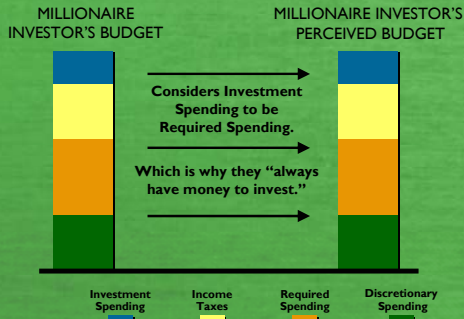 MILLIONAIRE
INVESTOR'S BUDGET
MILLIONAIRE INVESTOR'S
PERCEIVED BUDGET
Considers Investment
Spending to be
Required Spending.
Which is why they “always
have money to invest.”
Investment
Spending
Income
Taxes
Required
Spending
Discretionary
Spending